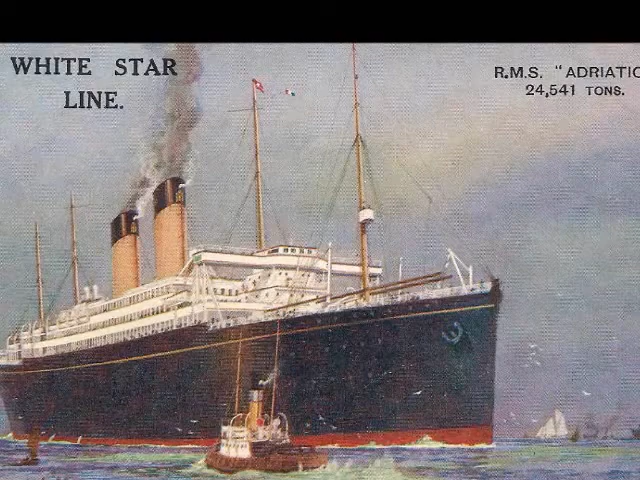 WHITE STAR
LINE.
R.M.S. "ADRIATIC
24,541 TONS.